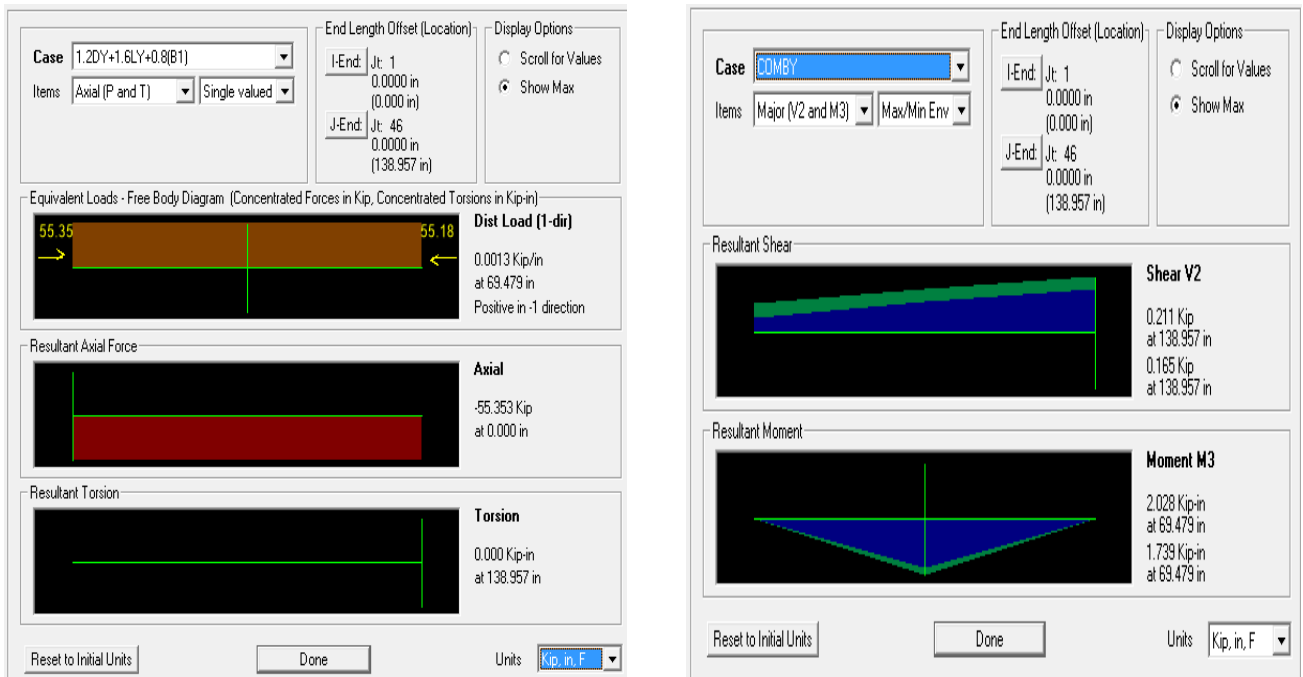 End Length Offset (Location)
Display Options
Case 1.2DY+1.6LY+0.8(B1)
Items Axial (P and T) Single valued
I-End: Jt: 1
0.0000 in
(0.000 in)
J-End: Jt: 46
0.0000 in
(138.957 in)
Scroll for Values
Show Max
Equivalent Loads - Free Body Diagram (Concentrated Forces in Kip, Concentrated Torsions in Kip-in)
55.35
55.18
Dist Load (1-dir)
0.0013 Kip/in
at 69.479 in
Positive in -1 direction
Resultant Axial Force
Axial
-55.353 Kip
at 0.000 in
Resultant Torsion
Torsion
0.000 Kip-in
at 138.957 in
Reset to Initial Units
Done
Units Kip, in, F
End Length Offset (Location)
Display Options
Case COMBY
Items Major (V2 and M3) Max/Min Env
I-End: Jt: 1
0.0000 in
(0.000 in)
J-End: Jt: 46
0.0000 in
(138.957 in)
Scroll for Values
Show Max
Resultant Shear
Shear V2
0.211 Kip
at 138.957 in
0.165 Kip
at 138.957 in
Resultant Moment
Moment M3
2.028 Kip-in
at 69.479 in
1.739 Kip-in
at 69.479 in
Reset to Initial Units
Done
Units Kip, in, F